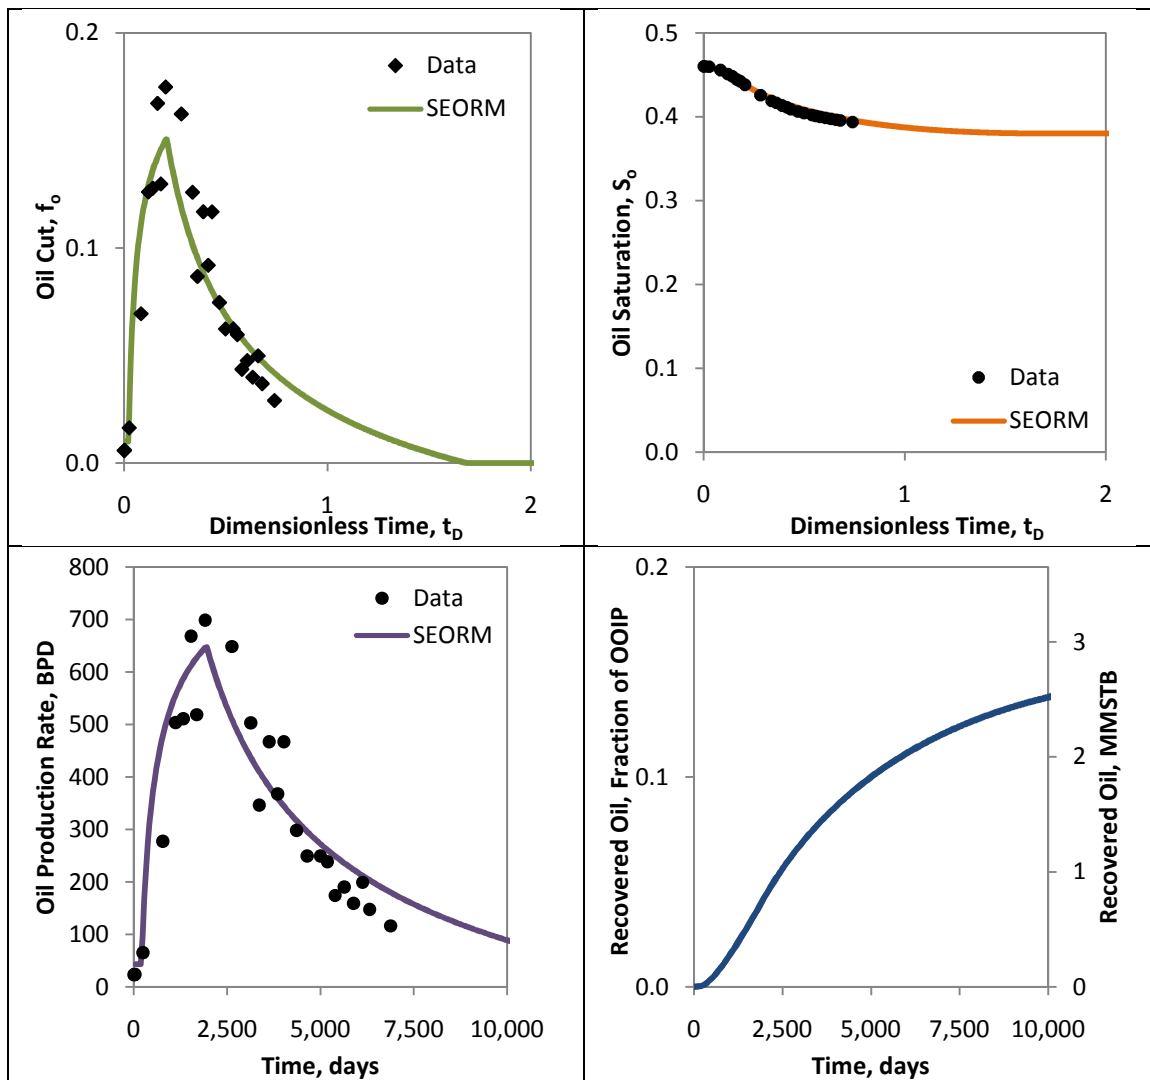 0.2
Data
SEORM
Oil Cut, fₒ
0.1
0.0
0
1
2
Dimensionless Time, t_D
0.5
0.4
0.3
0.2
0.1
0.0
Oil Saturation, Sₒ
Data
SEORM
0
1
2
Dimensionless Time, t_D
800
700
600
500
400
300
200
100
0
Oil Production Rate, BPD
Data
SEORM
0
2,500
5,000
7,500
10,000
Time, days
0.2
0.1
0.0
Recovered Oil, Fraction of OOIP
3
2
1
0
Recovered Oil, MMSTB
0
2,500
5,000
7,500
10,000
Time, days